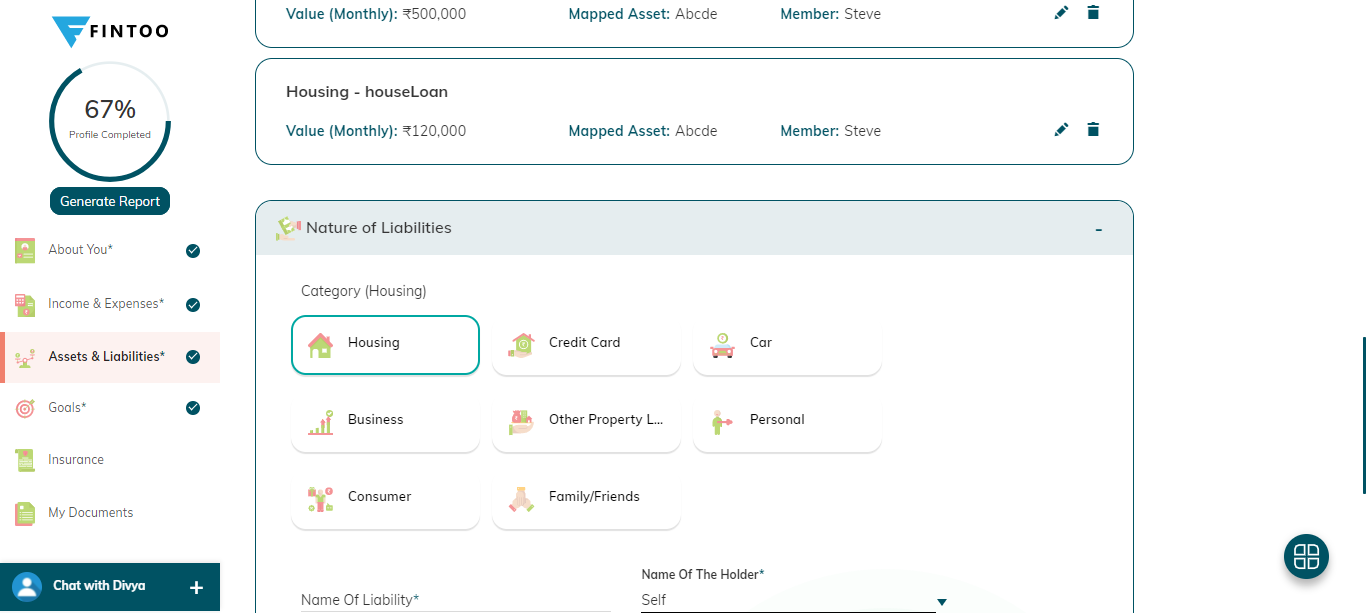 FINTOO
67%
Profile Completed
Generate Report
About You*
Income & Expenses*
Assets & Liabilities*
Goals*
Insurance
My Documents
Chat with Divya +
Value (Monthly): ₹500,000 Mapped Asset: Abcde Member: Steve
Housing - houseLoan
Value (Monthly): ₹120,000 Mapped Asset: Abcde Member: Steve
Nature of Liabilities -
Category (Housing)
Housing Credit Card Car
Business Other Property L... Personal
Consumer Family/Friends
Name Of The Holder*
Name Of Liability* Self